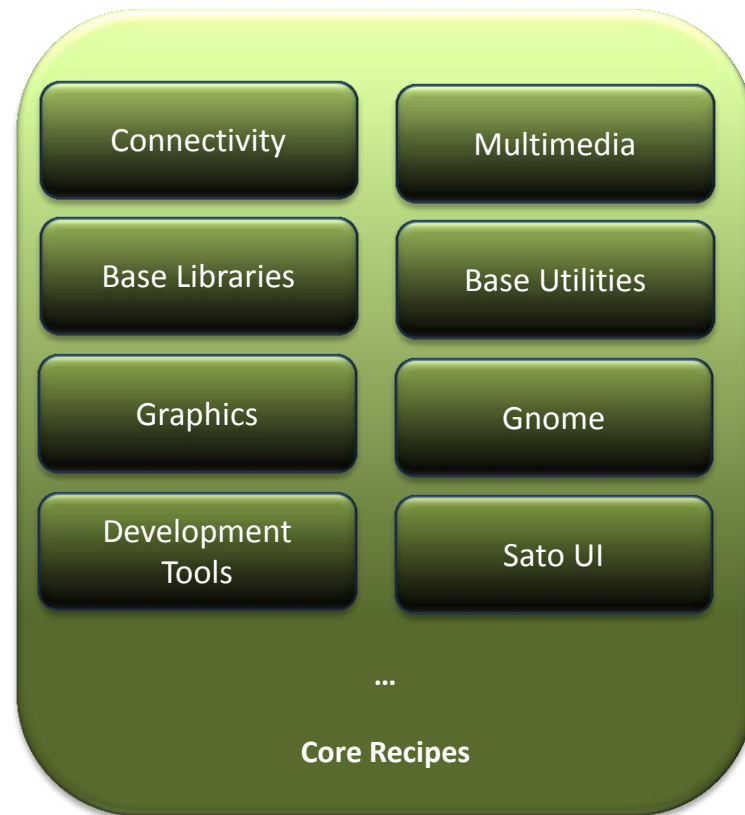 Connectivity
Multimedia
Base Libraries
Base Utilities
Graphics
Gnome
Development
Tools
Sato UI
...
Core Recipes